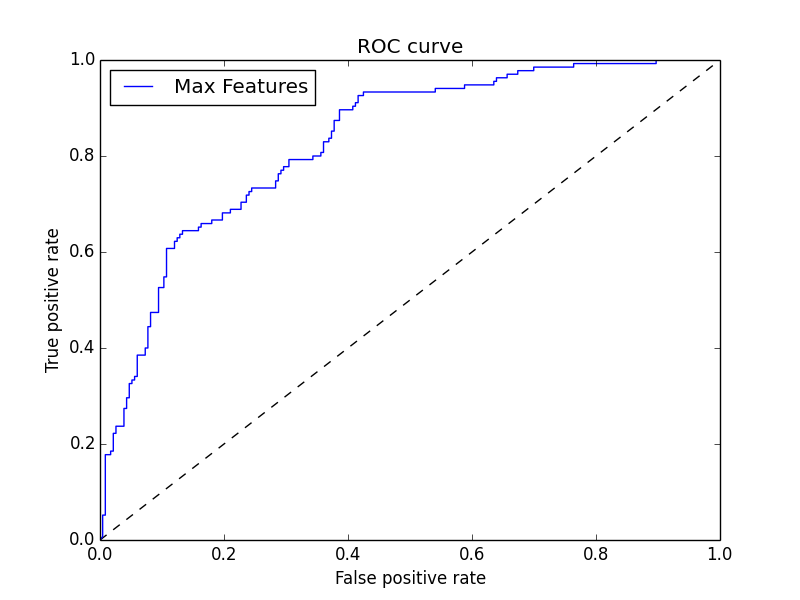 ROC curve
Max Features
1.0
0.8
0.6
0.4
0.2
0.0
True positive rate
0.0 0.2 0.4 0.6 0.8 1.0
False positive rate